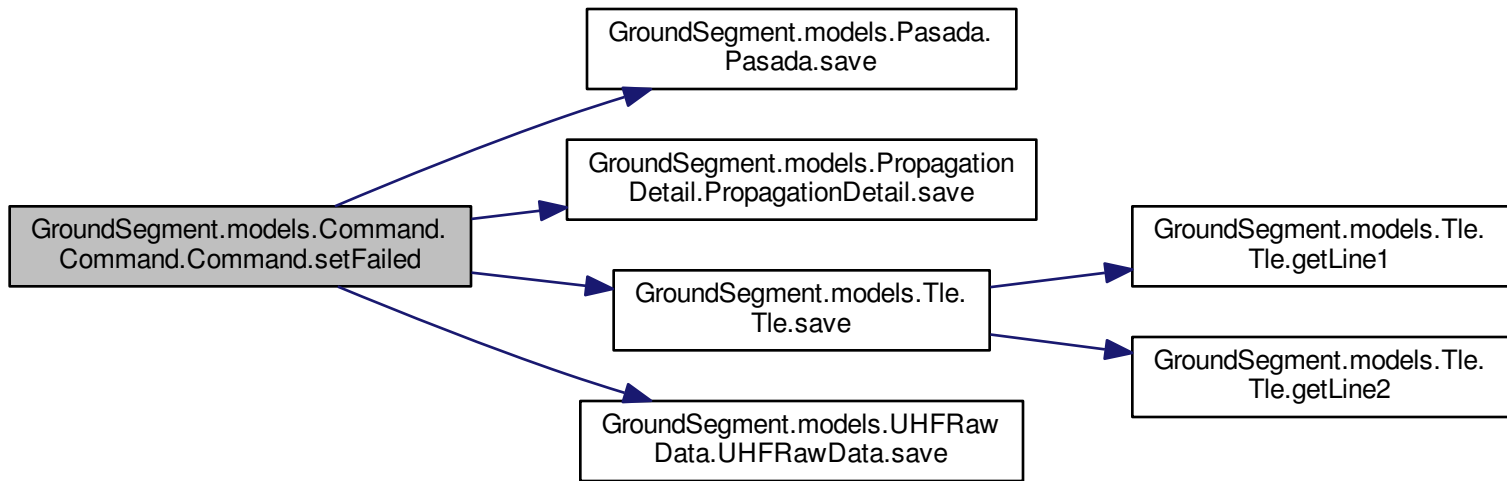 GroundSegment.models.Pasada.
Pasada.save
GroundSegment.models.Propagation
Detail.PropagationDetail.save
GroundSegment.models.Command.
Command.Command.setFailed
GroundSegment.models.Tle.
Tle.save
GroundSegment.models.UHFRaw
Data.UHFRawData.save
GroundSegment.models.Tle.
Tle.getLine1
GroundSegment.models.Tle.
Tle.getLine2